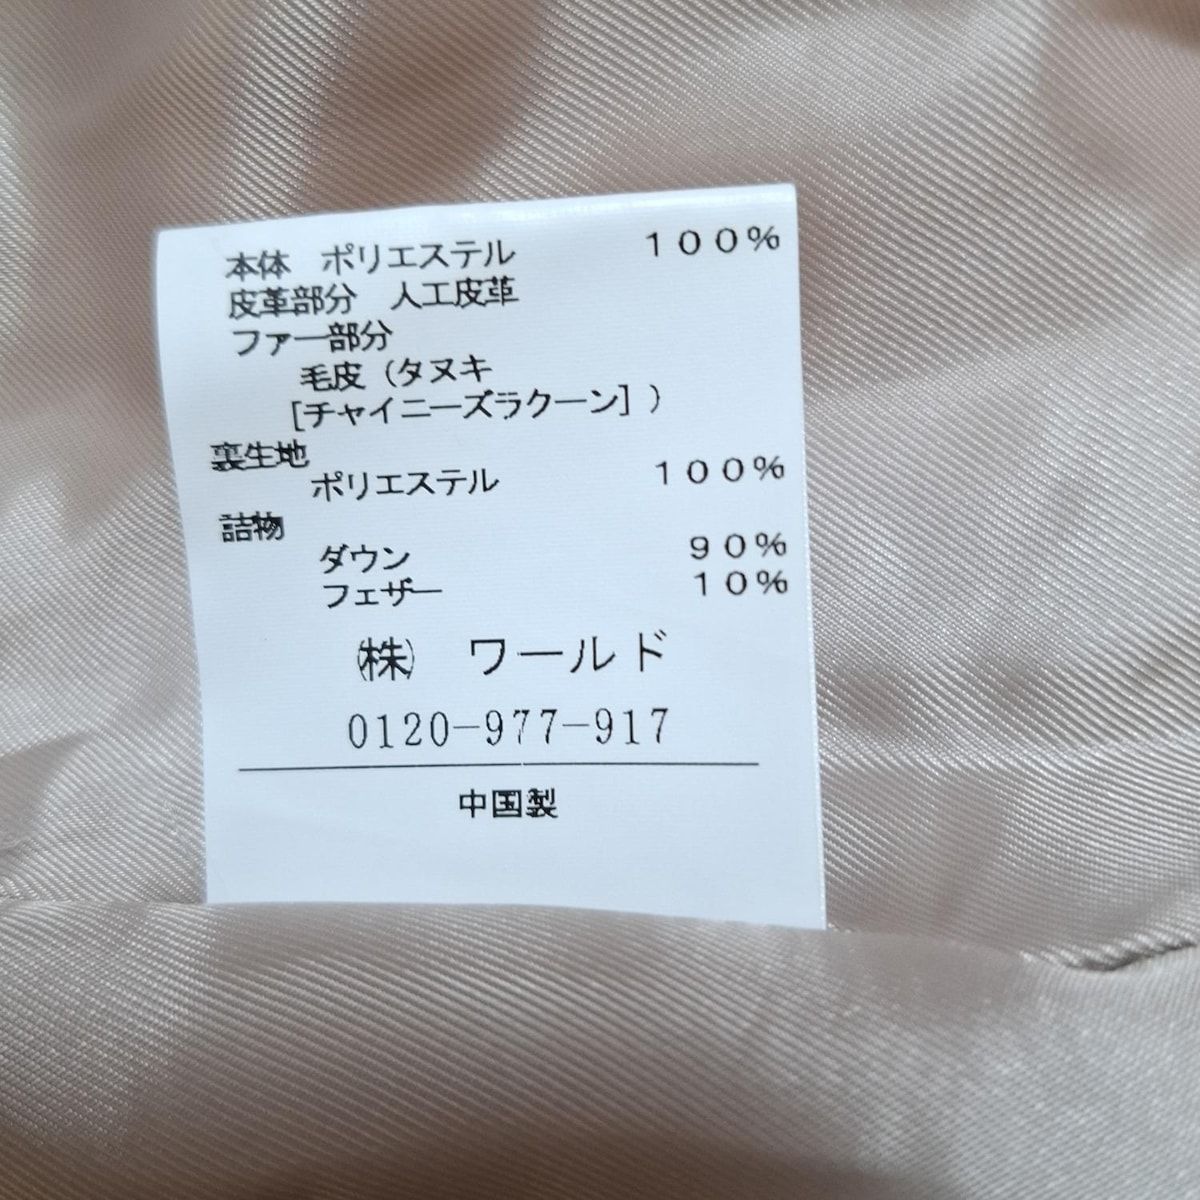 本体　ポリエステル　１００％
皮革部分　人工皮革
ファー部分
毛皮（タヌキ
[チャイニーズラクーン]）
裏生地
ポリエステル　１００％
詰物
ダウン　９０％
フェザー　１０％
㈱　ワールド
0120-977-917
中国製